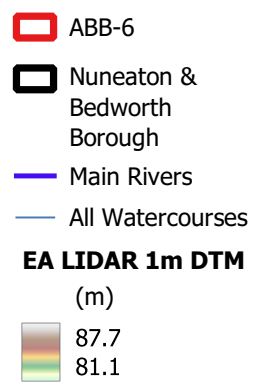 ABB-6
Nuneaton &
Bedworth
Borough
Main Rivers
All Watercourses
EA LIDAR 1m DTM
(m)
87.7
81.1